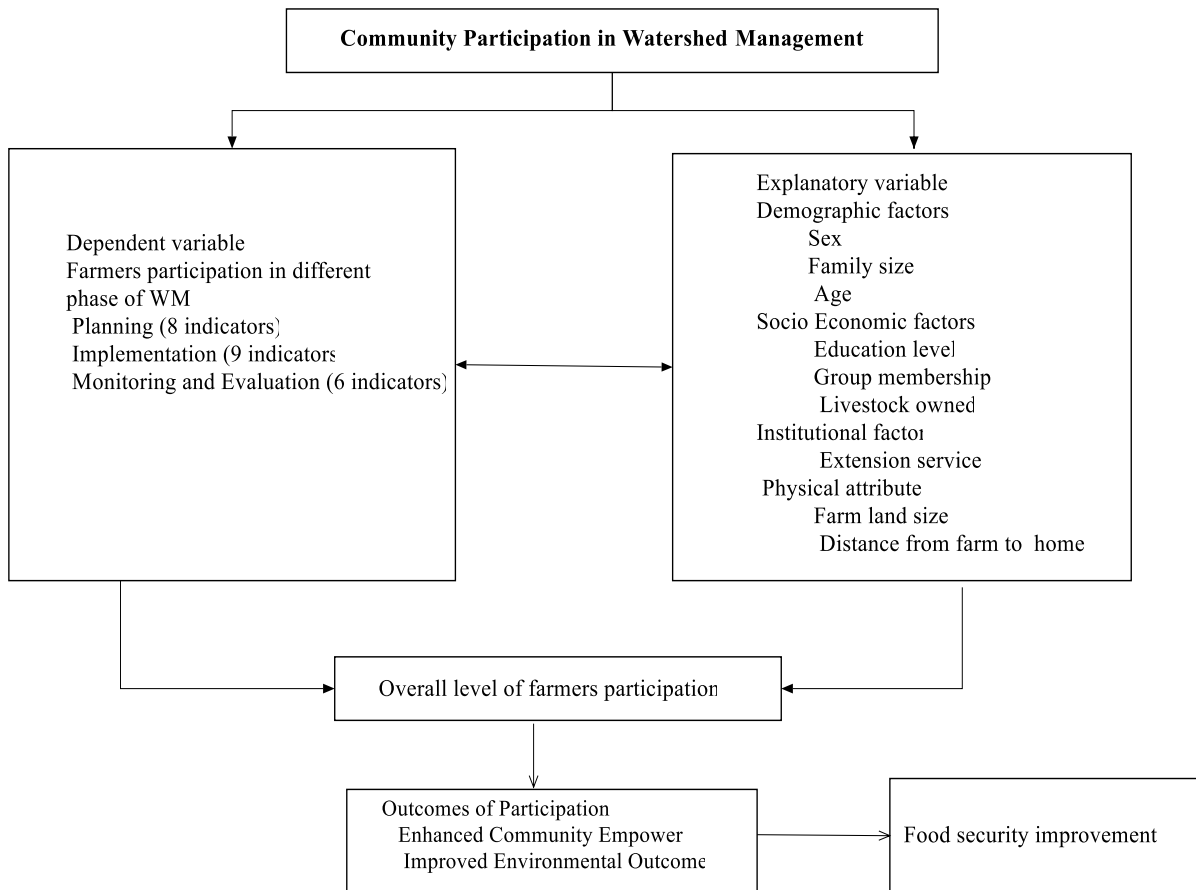 Community Participation in Watershed Management
Dependent variable
Farmers participation in different
phase of WM
Planning (8 indicators)
Implementation (9 indicators
Monitoring and Evaluation (6 indicators)
Explanatory variable
Demographic factors
Sex
Family size
Age
Socio Economic factors
Education level
Group membership
Livestock owned
Institutional factor
Extension service
Physical attribute
Farm land size
Distance from farm to home
Overall level of farmers participation
Outcomes of Participation
Enhanced Community Empower
Improved Environmental Outcome
Food security improvement